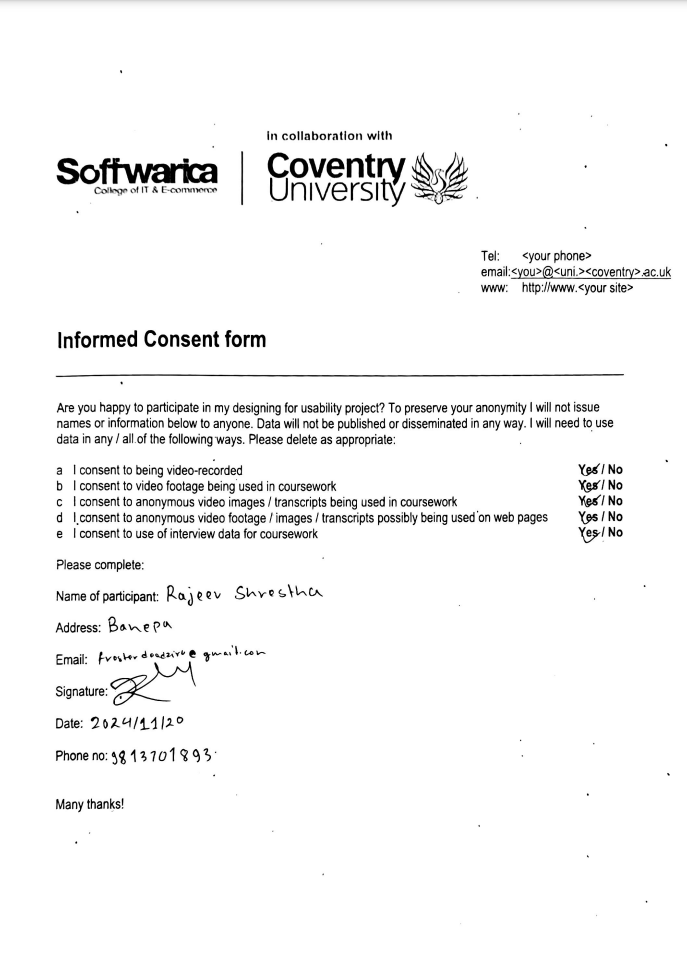 in collaboration with
Softwarica
College of IT & E-commerce
Coventry
University
Tel: <your phone>
email:<you>@<uni.><coventry>.ac.uk
www: http://www.<your site>
Informed Consent form
Are you happy to participate in my designing for usability project? To preserve your anonymity I will not issue
names or information below to anyone. Data will not be published or disseminated in any way. I will need to use
data in any / all of the following ways. Please delete as appropriate:
a I consent to being video-recorded Yes / No
b I consent to video footage being used in coursework Yes / No
c I consent to anonymous video images / transcripts being used in coursework Yes / No
d I consent to anonymous video footage / images / transcripts possibly being used on web pages Yes / No
e I consent to use of interview data for coursework Yes / No
Please complete:
Name of participant: Rajeev Shrestha
Address: Banepa
Email: @gmail.com
Signature:
Date: 2024/11/20
Phone no: 9813701893
Many thanks!